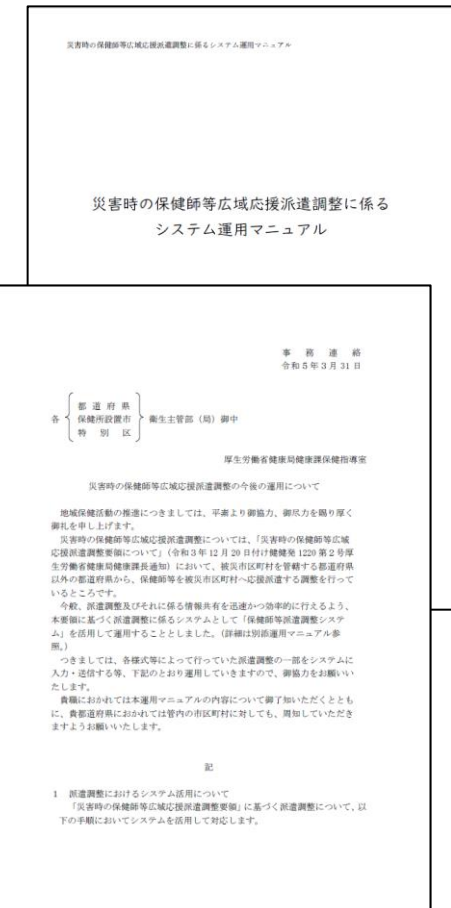 災害時の保健師等広域応援派遣調整に係るシステム運用マニュアル
災害時の保健師等広域応援派遣調整に係る
システム運用マニュアル
事 務 連 絡
令和5年3月31日
都 道 府 県
各 保健所設置市 衛生主管部（局）御中
特 別 区
厚生労働省健康局健康課保健指導室
災害時の保健師等広域応援派遣調整の今後の運用について
地域保健活動の推進につきましては、平素より御協力、御尽力を賜り厚く
御礼を申し上げます。
災害時の保健師等広域応援派遣調整については、「災害時の保健師等広域
応援派遣調整要領について」（令和3年12月20日付け健健発1220第2号厚
生労働省健康局健康課長通知）において、被災市区町村を管轄する都道府県
以外の都道府県から、保健師等を被災市区町村へ応援派遣する調整を行って
いるところです。
今般、派遣調整及びそれに係る情報共有を迅速かつ効率的に行えるよう、
本要領に基づく派遣調整に係るシステムとして「保健師等派遣調整システ
ム」を活用して運用することとしました。（詳細は別添運用マニュアル参
照。）
つきましては、各様式等によって行っていた派遣調整の一部をシステムに
入力・送信する等、下記のとおり運用していきますので、御協力をお願いい
たします。
貴職におかれては本運用マニュアルの内容について御了知いただくととも
に、貴都道府県におかれては管内の市区町村に対しても、周知していただき
ますようお願いいたします。
記
1 派遣調整におけるシステム活用について
「災害時の保健師等広域応援派遣調整要領」に基づく派遣調整について、以
下の手順においてシステムを活用して対応します。